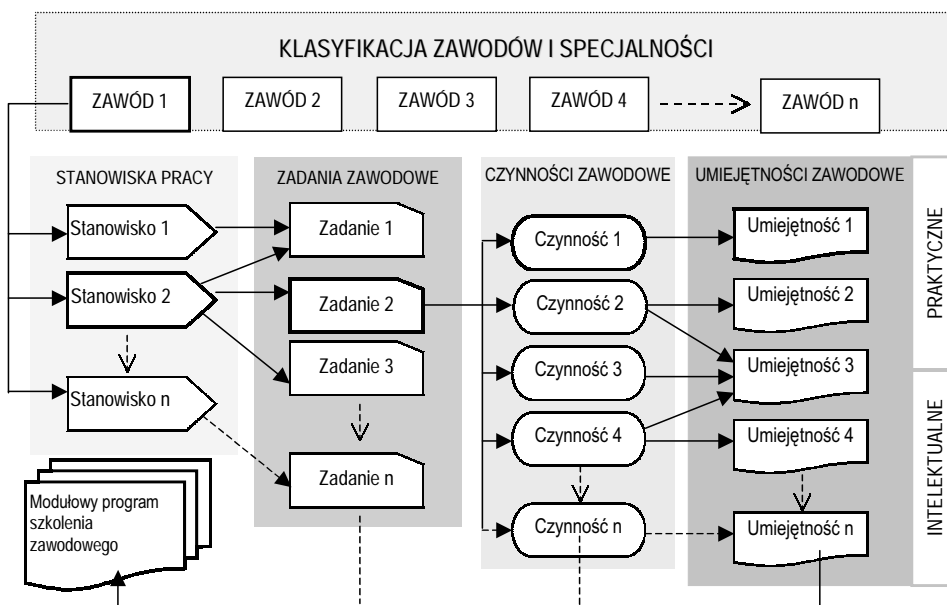 KLASYFIKACJA ZAWODÓW I SPECJALNOŚCI
ZAWÓD 1
ZAWÓD 2
ZAWÓD 3
ZAWÓD 4
ZAWÓD n
STANOWISKA PRACY
Stanowisko 1
Stanowisko 2
Stanowisko n
Modułowy program
szkolenia
zawodowego
ZADANIA ZAWODOWE
Zadanie 1
Zadanie 2
Zadanie 3
Zadanie n
CZYNNOŚCI ZAWODOWE
Czynność 1
Czynność 2
Czynność 3
Czynność 4
Czynność n
UMIEJĘTNOŚCI ZAWODOWE
Umiejętność 1
Umiejętność 2
Umiejętność 3
Umiejętność 4
Umiejętność n
PRAKTYCZNE
INTELEKTUALNE